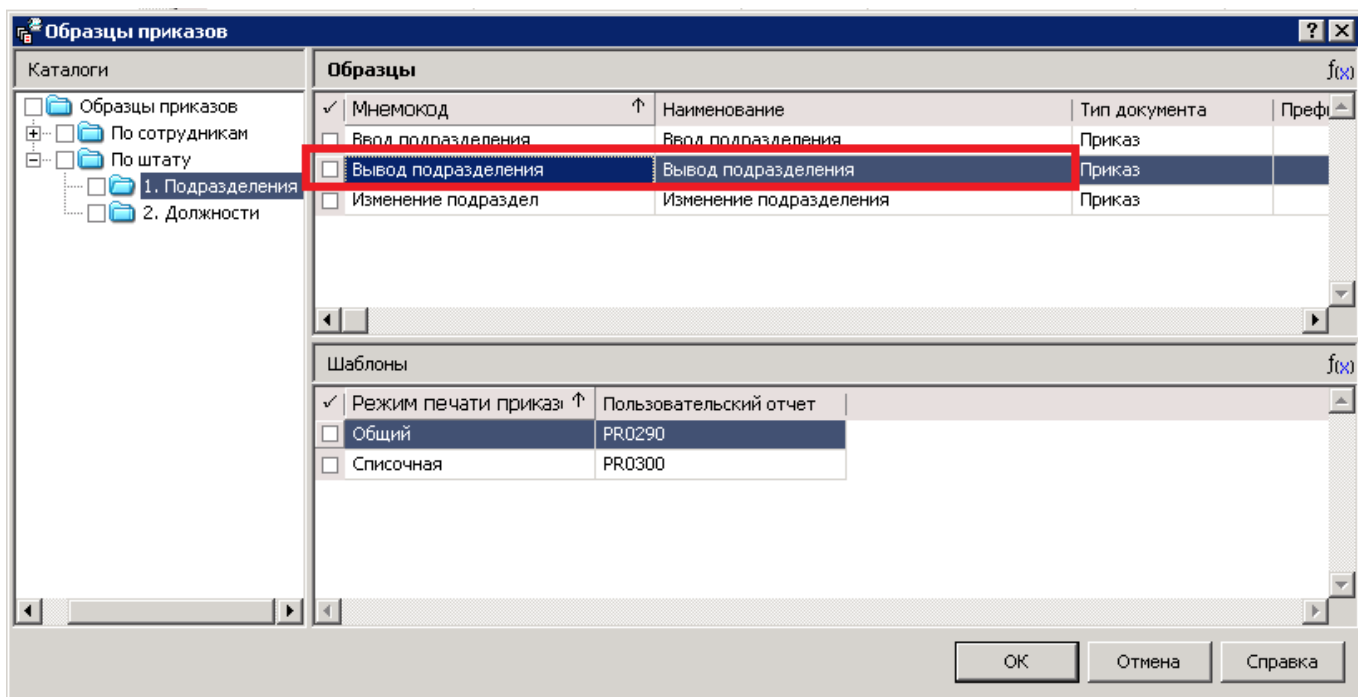 Образцы приказов
Каталоги
Образцы приказов
По сотрудникам
По штату
1. Подразделения
2. Должности
Образцы f(x)
Мнемокод Наименование Тип документа Префи
Ввод подразделения Ввод подразделения Приказ
Вывод подразделения Вывод подразделения Приказ
Изменение подраздел Изменение подразделения Приказ
Шаблоны f(x)
Режим печати приказ Пользовательский отчет
Общий PR0290
Списочная PR0300
ОК Отмена Справка